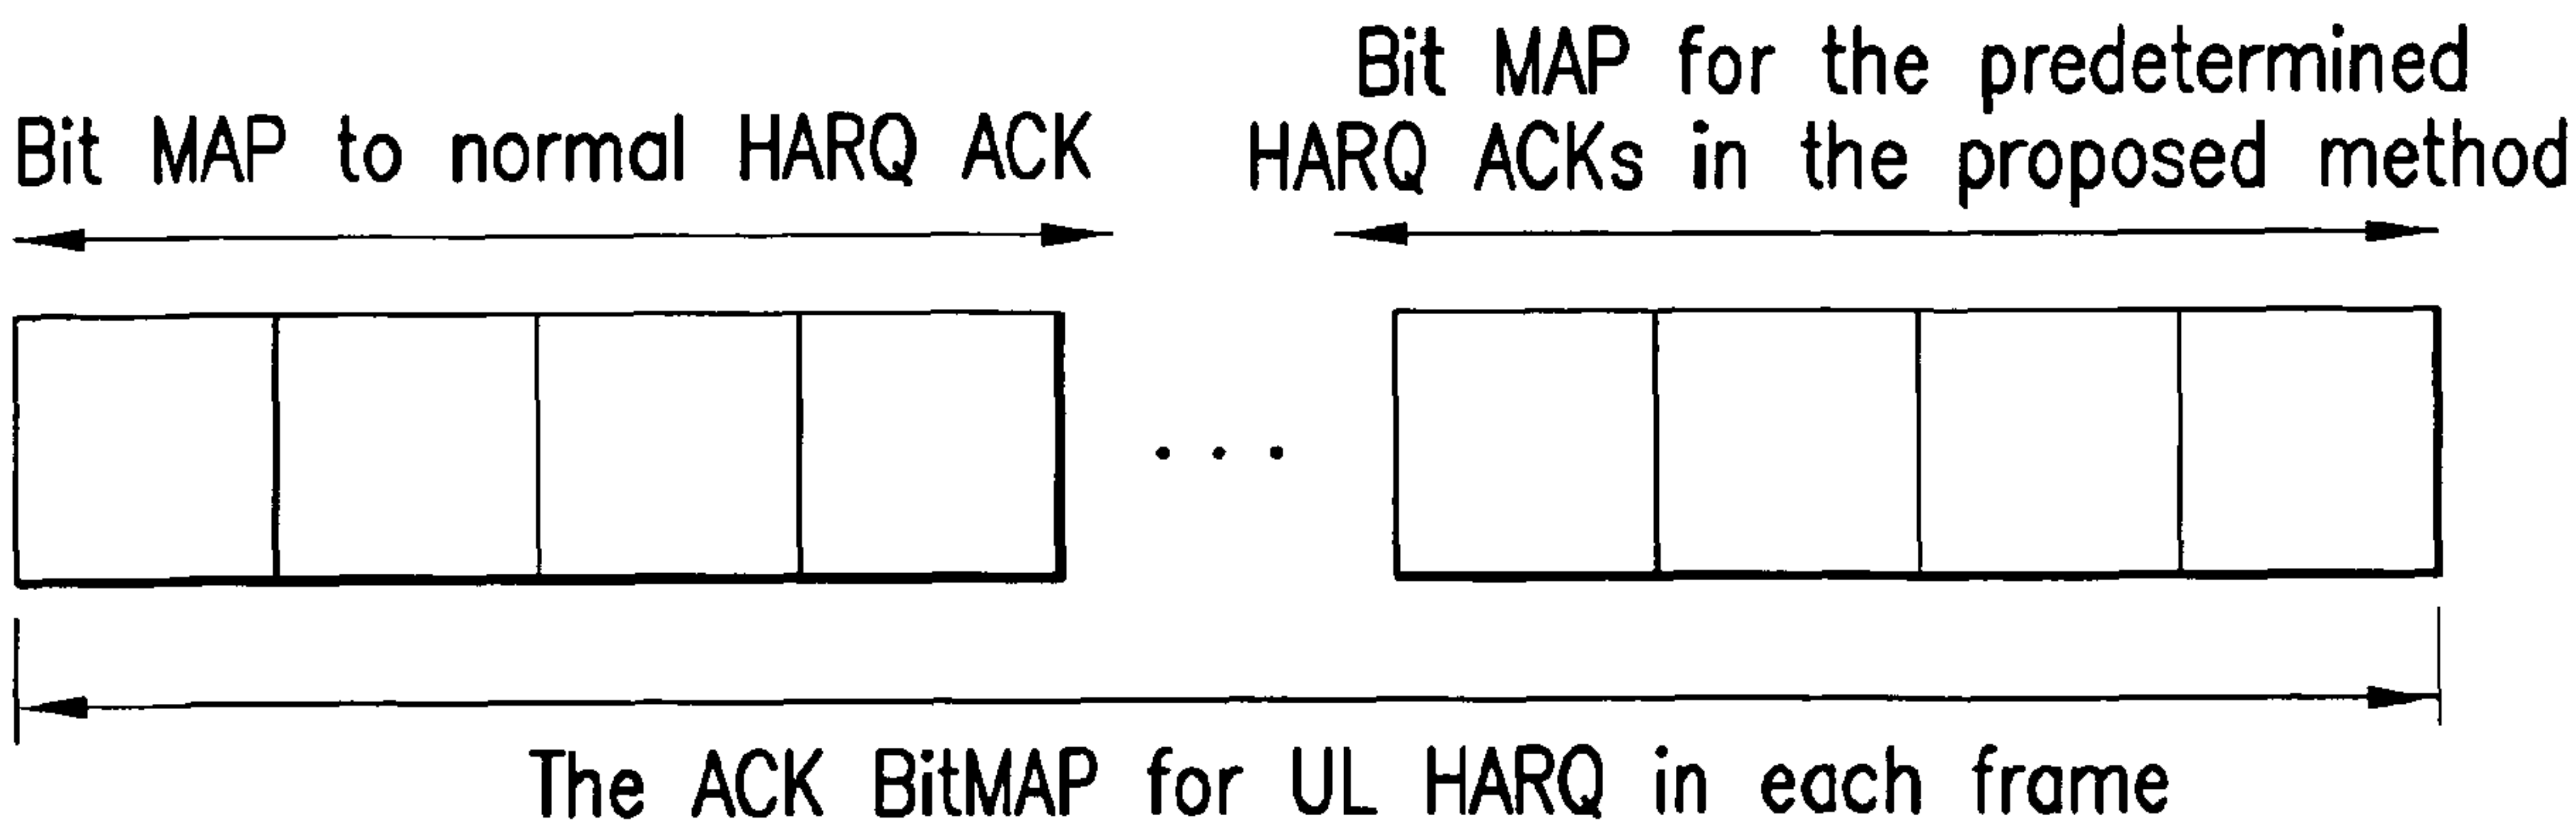 Bit MAP to normal HARQ ACK
Bit MAP for the predetermined
HARQ ACKs in the proposed method
. . .
The ACK BitMAP for UL HARQ in each frame